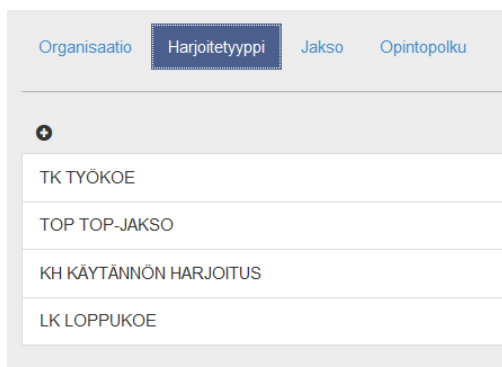 Organisaatio Harjoitetyyppi Jakso Opintopolku
TK TYÖKOE
TOP TOP-JAKSO
KH KÄYTÄNNÖN HARJOITUS
LK LOPPUKOE